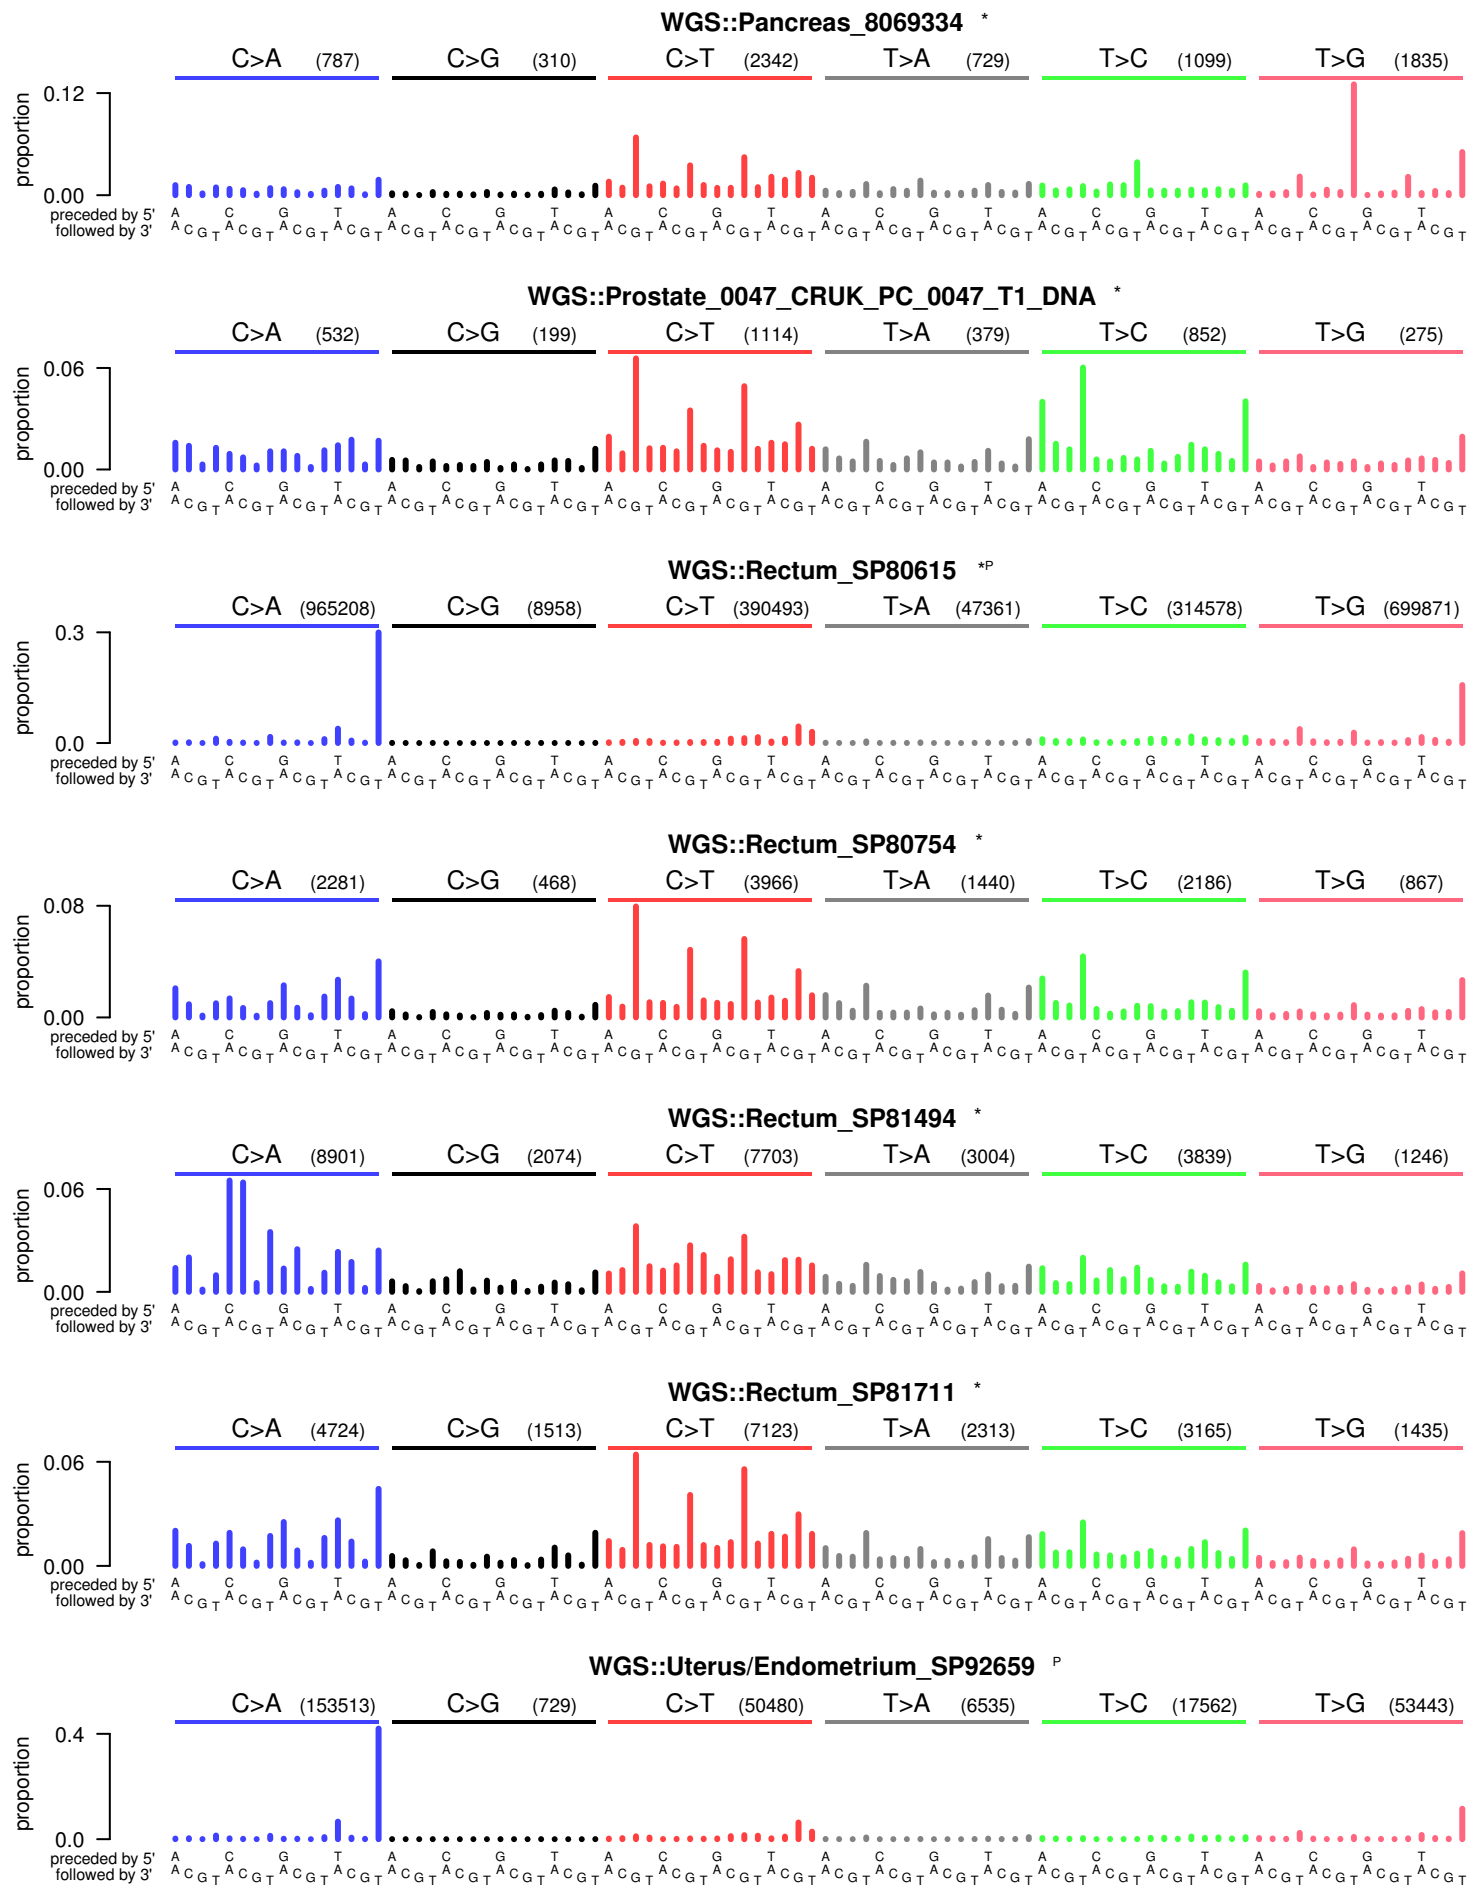 WGS::Pancreas_8069334 *
C>A (787) C>G (310) C>T (2342) T>A (729) T>C (1099) T>G (1835)
proportion
0.12
0.00
preceded by 5' A C G T A C G T A C G T A C G T A C G T A C G T
followed by 3' A C G T A C G T A C G T A C G T A C G T A C G T A C G T A C G T A C G T A C G T A C G T A C G T A C G T A C G T A C G T A C G T A C G T A C G T A C G T A C G T A C G T A C G T A C G T A C G T
WGS::Prostate_0047_CRUK_PC_0047_T1_DNA *
C>A (532) C>G (199) C>T (1114) T>A (379) T>C (852) T>G (275)
proportion
0.06
0.00
preceded by 5' A C G T A C G T A C G T A C G T A C G T A C G T
followed by 3' A C G T A C G T A C G T A C G T A C G T A C G T A C G T A C G T A C G T A C G T A C G T A C G T A C G T A C G T A C G T A C G T A C G T A C G T A C G T A C G T A C G T A C G T A C G T A C G T
WGS::Rectum_SP80615 *P
C>A (965208) C>G (8958) C>T (390493) T>A (47361) T>C (314578) T>G (699871)
proportion
0.3
0.0
preceded by 5' A C G T A C G T A C G T A C G T A C G T A C G T
followed by 3' A C G T A C G T A C G T A C G T A C G T A C G T A C G T A C G T A C G T A C G T A C G T A C G T A C G T A C G T A C G T A C G T A C G T A C G T A C G T A C G T A C G T A C G T A C G T A C G T
WGS::Rectum_SP80754 *
C>A (2281) C>G (468) C>T (3966) T>A (1440) T>C (2186) T>G (867)
proportion
0.08
0.00
preceded by 5' A C G T A C G T A C G T A C G T A C G T A C G T
followed by 3' A C G T A C G T A C G T A C G T A C G T A C G T A C G T A C G T A C G T A C G T A C G T A C G T A C G T A C G T A C G T A C G T A C G T A C G T A C G T A C G T A C G T A C G T A C G T A C G T
WGS::Rectum_SP81494 *
C>A (8901) C>G (2074) C>T (7703) T>A (3004) T>C (3839) T>G (1246)
proportion
0.06
0.00
preceded by 5' A C G T A C G T A C G T A C G T A C G T A C G T
followed by 3' A C G T A C G T A C G T A C G T A C G T A C G T A C G T A C G T A C G T A C G T A C G T A C G T A C G T A C G T A C G T A C G T A C G T A C G T A C G T A C G T A C G T A C G T A C G T A C G T
WGS::Rectum_SP81711 *
C>A (4724) C>G (1513) C>T (7123) T>A (2313) T>C (3165) T>G (1435)
proportion
0.06
0.00
preceded by 5' A C G T A C G T A C G T A C G T A C G T A C G T
followed by 3' A C G T A C G T A C G T A C G T A C G T A C G T A C G T A C G T A C G T A C G T A C G T A C G T A C G T A C G T A C G T A C G T A C G T A C G T A C G T A C G T A C G T A C G T A C G T A C G T
WGS::Uterus/Endometrium_SP92659 P
C>A (153513) C>G (729) C>T (50480) T>A (6535) T>C (17562) T>G (53443)
proportion
0.4
0.0
preceded by 5' A C G T A C G T A C G T A C G T A C G T A C G T
followed by 3' A C G T A C G T A C G T A C G T A C G T A C G T A C G T A C G T A C G T A C G T A C G T A C G T A C G T A C G T A C G T A C G T A C G T A C G T A C G T A C G T A C G T A C G T A C G T A C G T